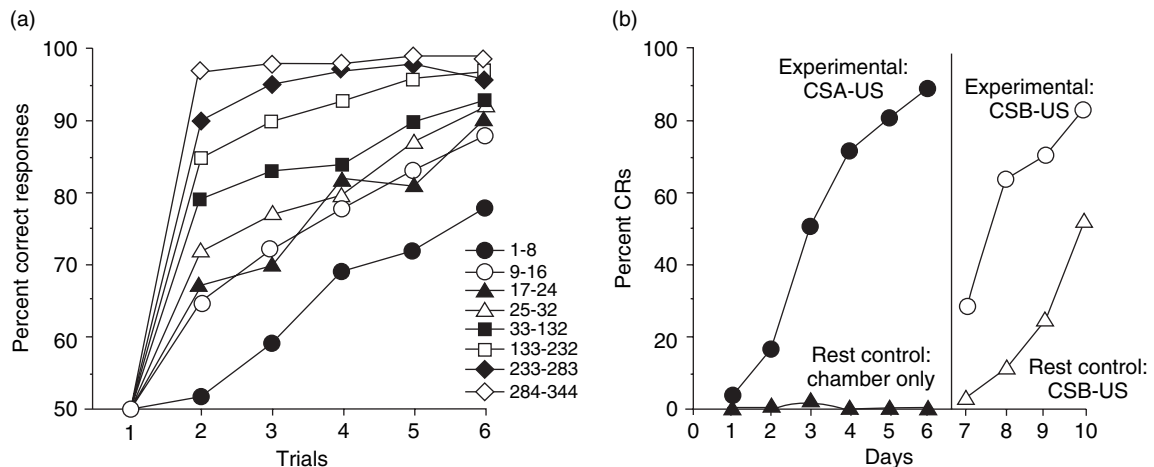 (a)
100
90
80
70
60
50
Percent correct responses
1 2 3 4 5 6
Trials
1-8
9-16
17-24
25-32
33-132
133-232
233-283
284-344
(b)
100
80
60
40
20
0
Percent CRs
Experimental:
CSA-US
Experimental:
CSB-US
Rest control:
chamber only
Rest control:
CSB-US
0 1 2 3 4 5 6 7 8 9 10
Days